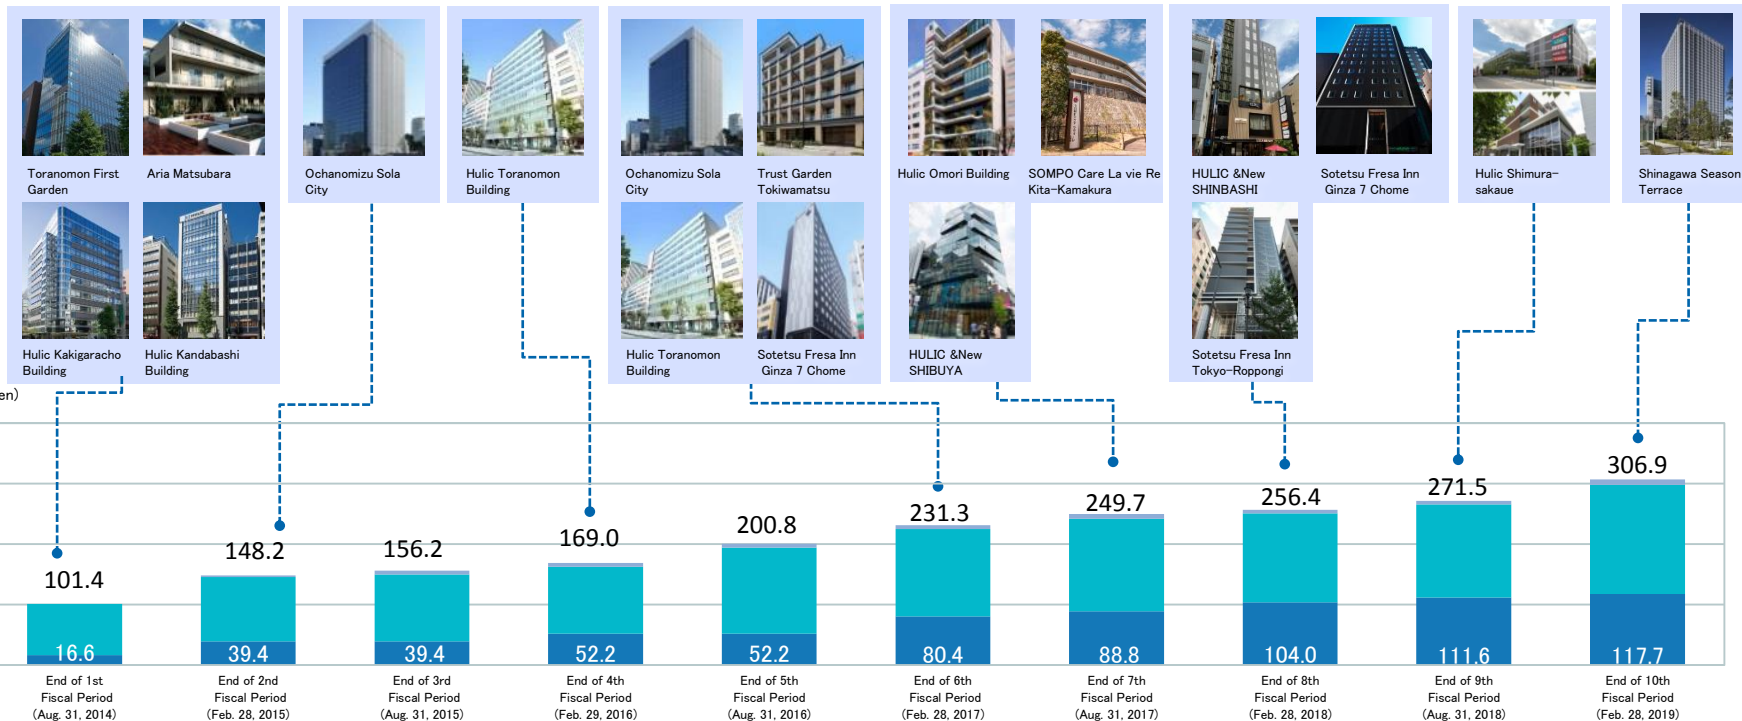 Toranomon First
Garden
Aria Matsubara
Ochanomizu Sola
City
Hulic Toranomon
Building
Ochanomizu Sola
City
Trust Garden
Tokiwamatsu
Hulic Omori Building
SOMPO Care La vie Re
Kita-Kamakura
HULIC &New
SHINBASHI
Sotetsu Fresa Inn
Ginza 7 Chome
Hulic Shimura-
sakaue
Shinagawa Season
Terrace
Hulic Kakigaracho
Building
Hulic Kandabashi
Building
Hulic Toranomon
Building
Sotetsu Fresa Inn
Ginza 7 Chome
HULIC &New
SHIBUYA
Sotetsu Fresa Inn
Tokyo-Roppongi
en)
101.4
148.2
156.2
169.0
200.8
231.3
249.7
256.4
271.5
306.9
16.6
39.4
39.4
52.2
52.2
80.4
88.8
104.0
111.6
117.7
End of 1st
Fiscal Period
(Aug. 31, 2014)
End of 2nd
Fiscal Period
(Feb. 28, 2015)
End of 3rd
Fiscal Period
(Aug. 31, 2015)
End of 4th
Fiscal Period
(Feb. 29, 2016)
End of 5th
Fiscal Period
(Aug. 31, 2016)
End of 6th
Fiscal Period
(Feb. 28, 2017)
End of 7th
Fiscal Period
(Aug. 31, 2017)
End of 8th
Fiscal Period
(Feb. 28, 2018)
End of 9th
Fiscal Period
(Aug. 31, 2018)
End of 10th
Fiscal Period
(Feb. 28, 2019)